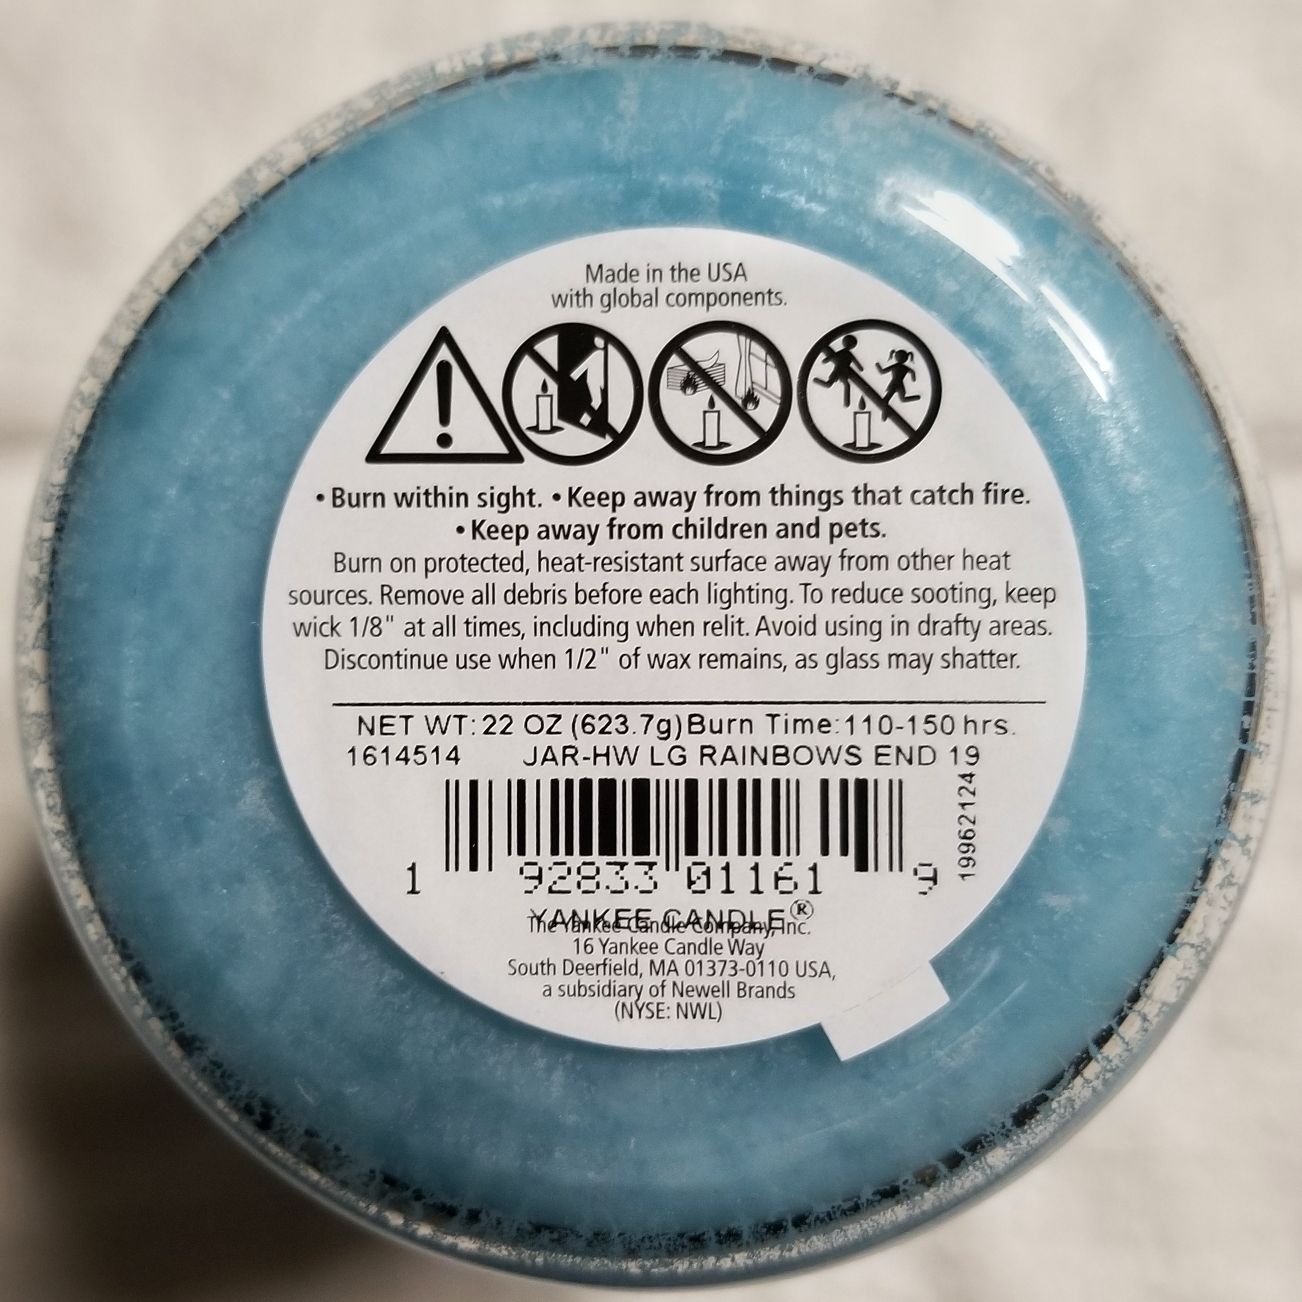 Made in the USA
with global components.
• Burn within sight. • Keep away from things that catch fire.
• Keep away from children and pets.
Burn on protected, heat-resistant surface away from other heat
sources. Remove all debris before each lighting. To reduce sooting, keep
wick 1/8" at all times, including when relit. Avoid using in drafty areas.
Discontinue use when 1/2" of wax remains, as glass may shatter.
NET WT: 22 OZ (623.7g) Burn Time: 110-150 hrs.
1614514 JAR-HW LG RAINBOWS END 19
19962124
1 92833 01161 9
YANKEE CANDLE®
The Yankee Candle Company, Inc.
16 Yankee Candle Way
South Deerfield, MA 01373-0110 USA,
a subsidiary of Newell Brands
(NYSE: NWL)